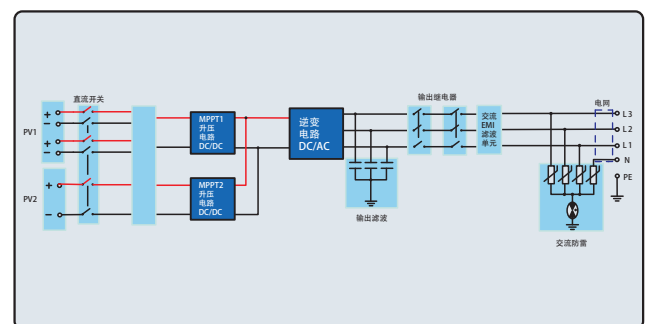 直流开关
PV1
+
−
+
−
PV2
+
−
MPPT1
升压
电路
DC/DC
MPPT2
升压
电路
DC/DC
逆变
电路
DC/AC
输出滤波
输出继电器
交流
EMI
滤波
单元
电网
L3
L2
L1
N
PE
交流防雷